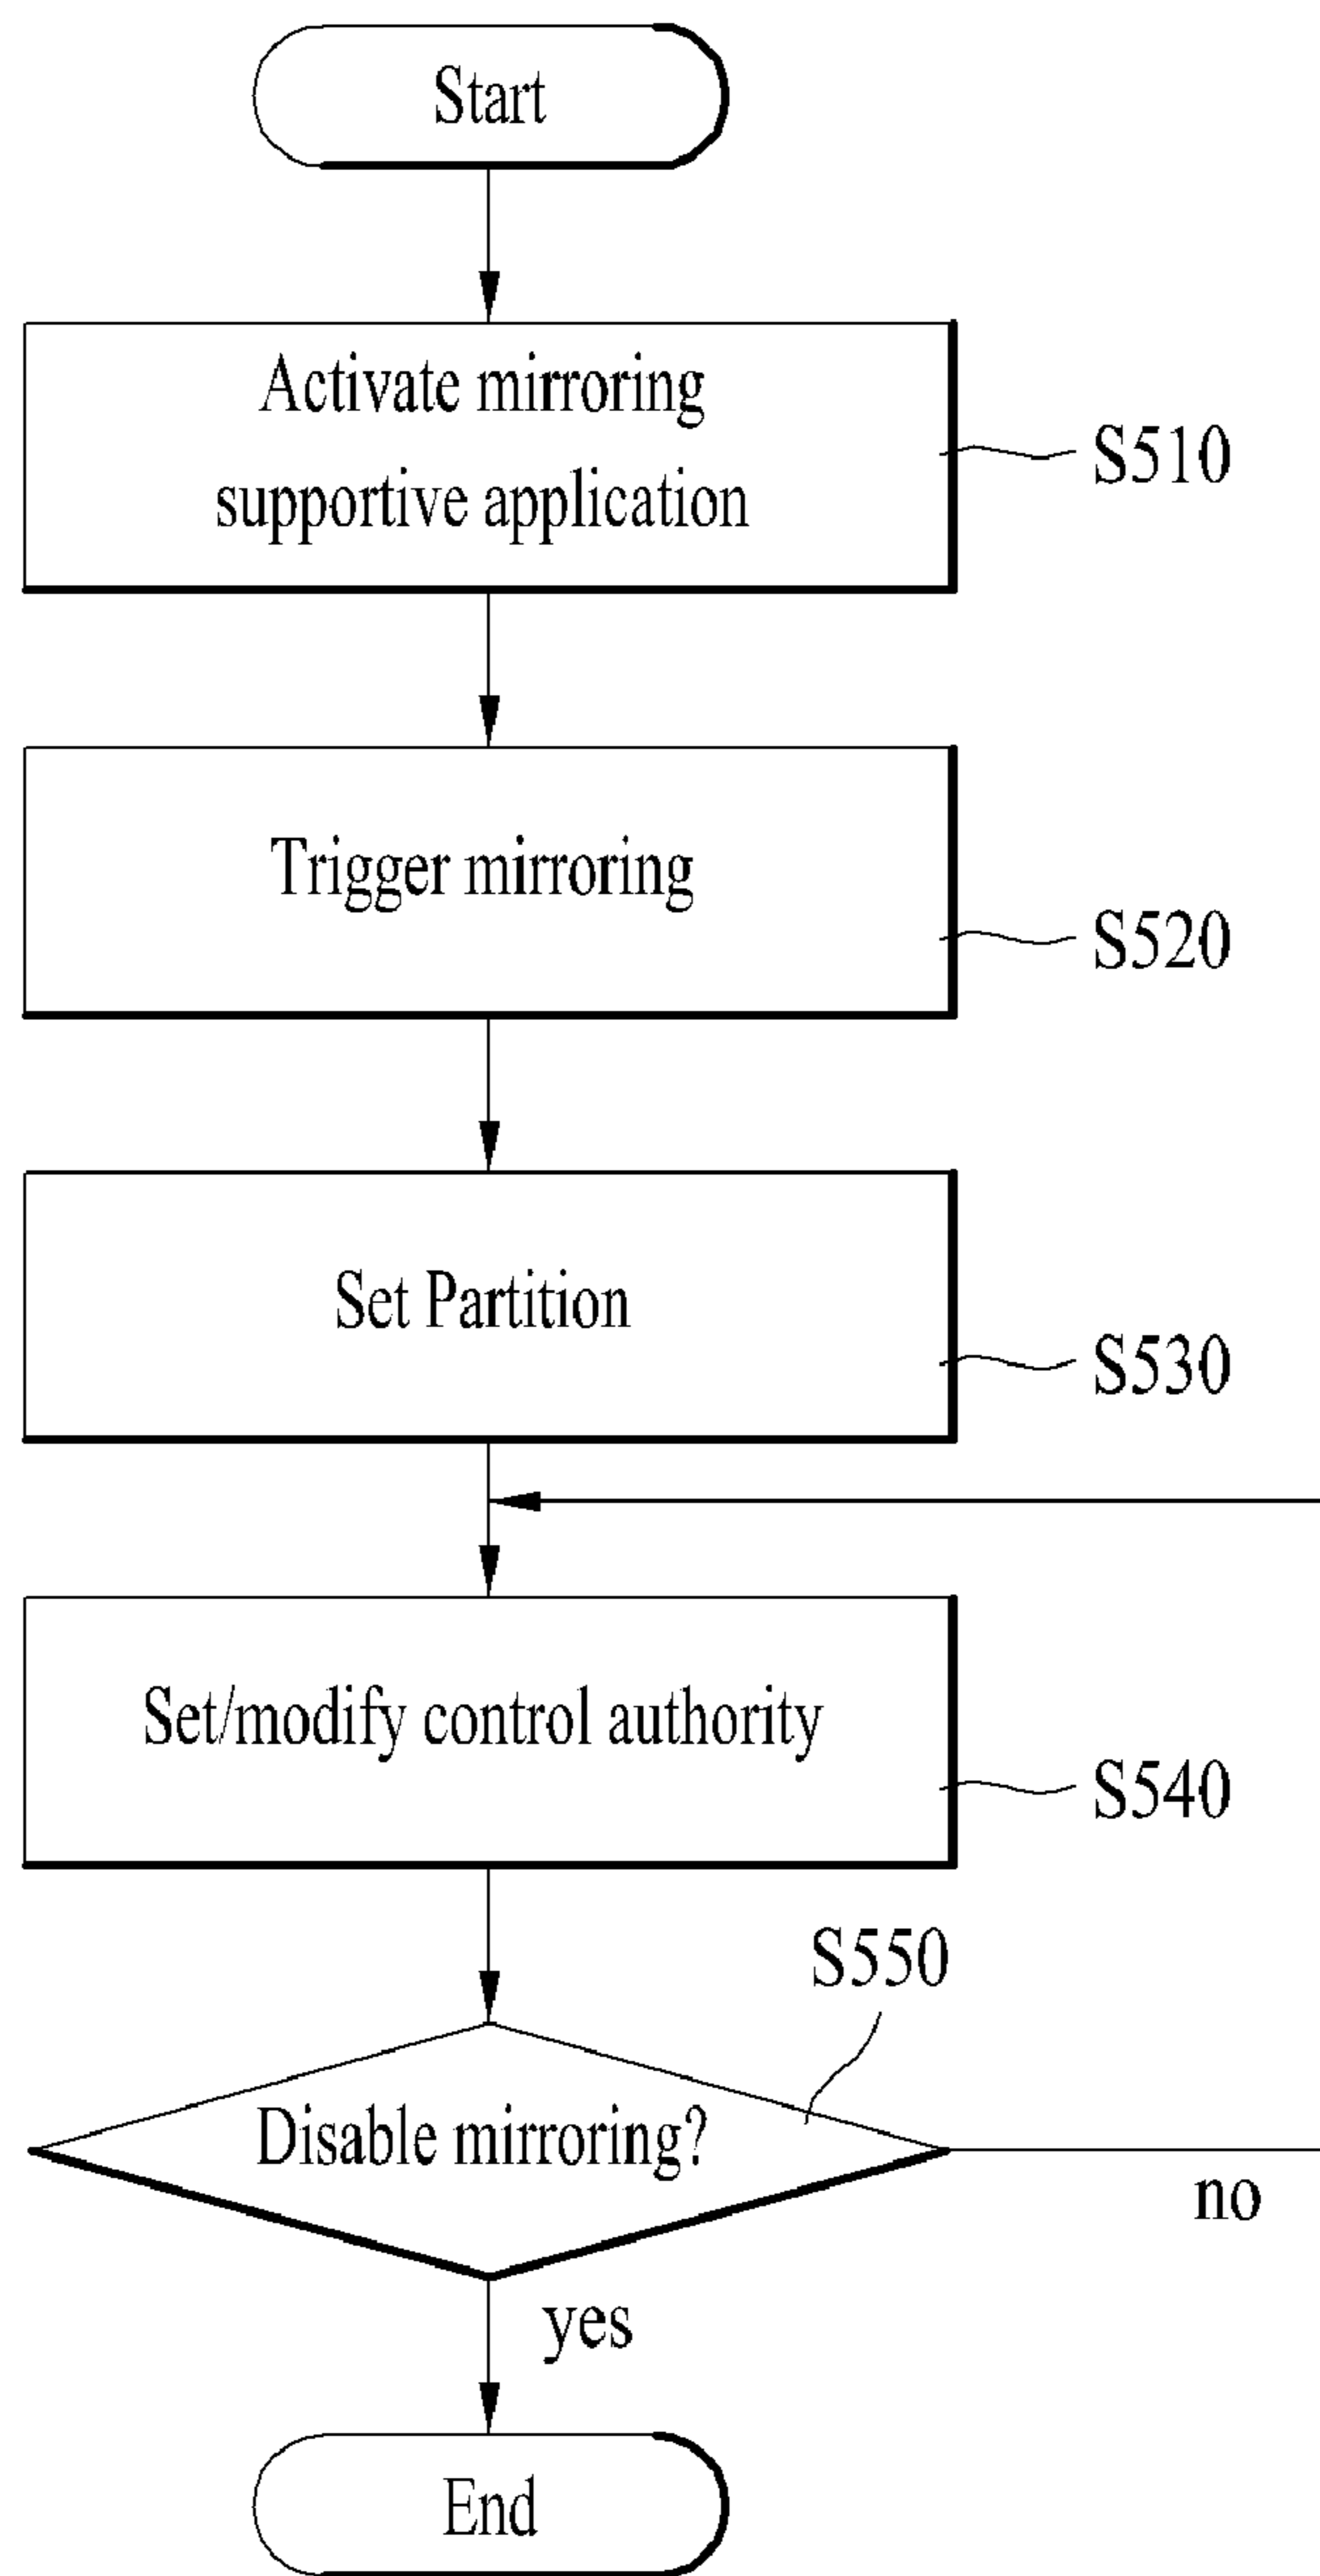 Start
Activate mirroring
supportive application
S510
Trigger mirroring
S520
Set Partition
S530
Set/modify control authority
S540
S550
Disable mirroring?
no
yes
End